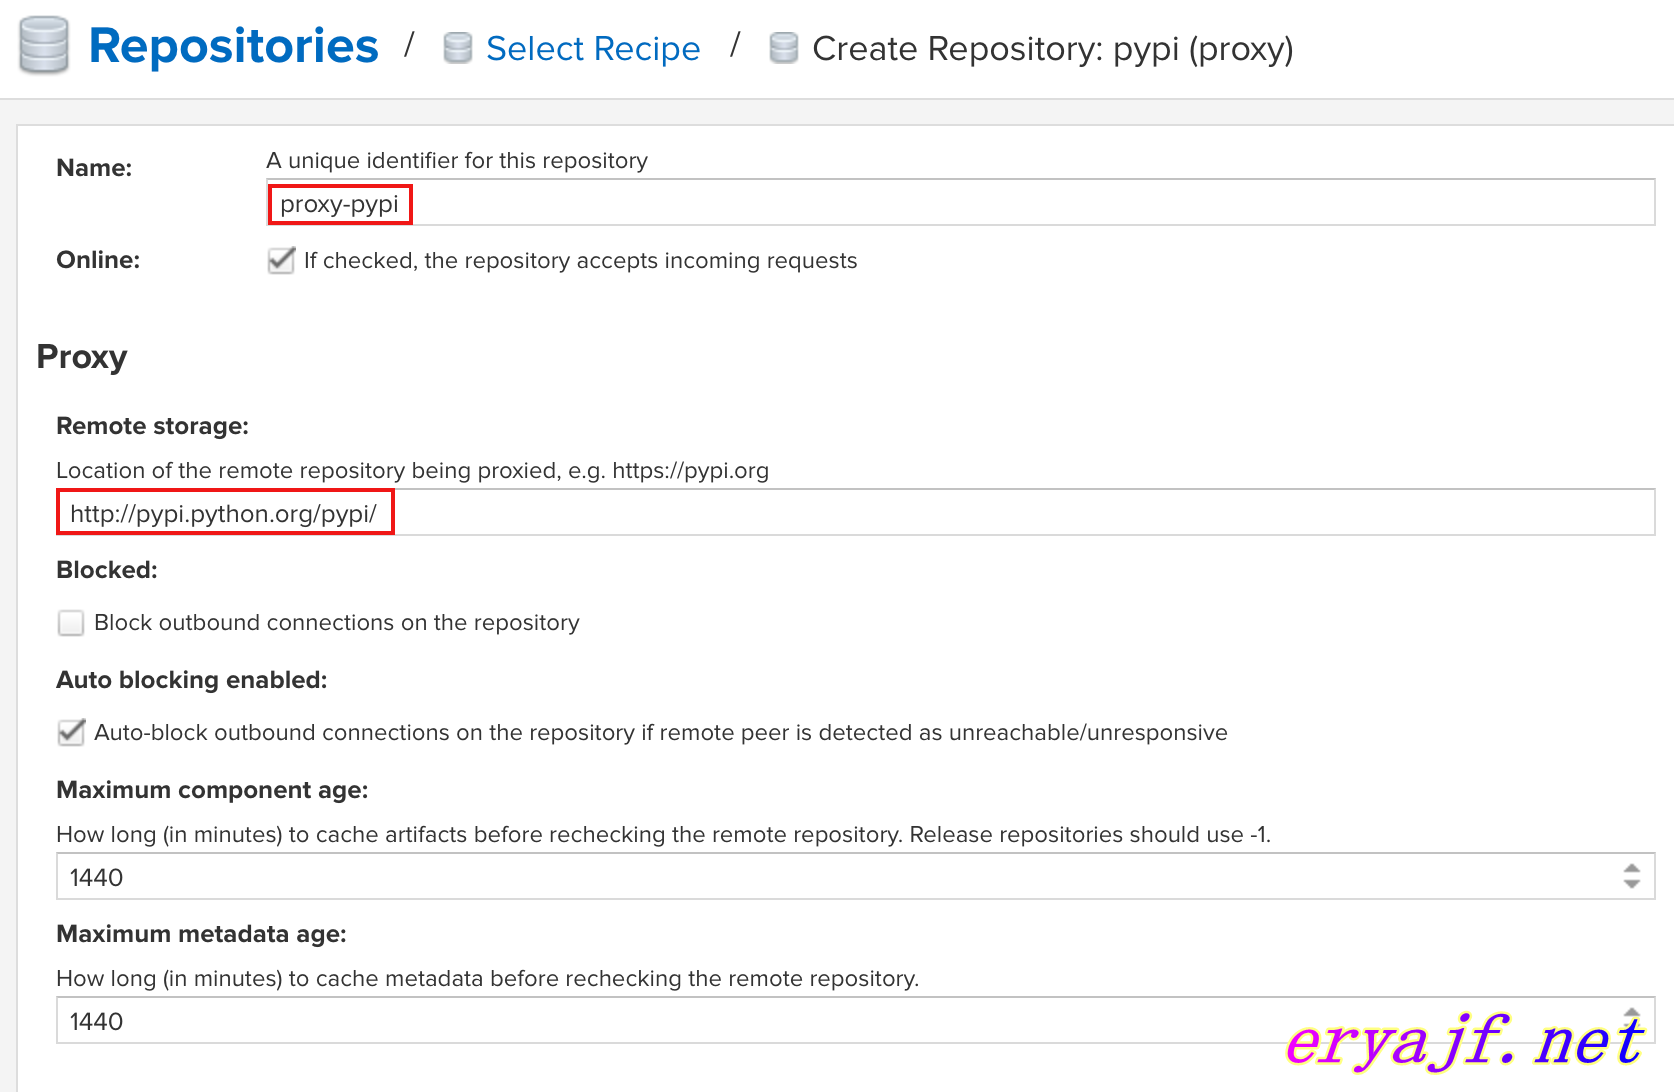 Repositories / Select Recipe / Create Repository: pypi (proxy)
Name:
A unique identifier for this repository
proxy-pypi
Online:
If checked, the repository accepts incoming requests
Proxy
Remote storage:
Location of the remote repository being proxied, e.g. https://pypi.org
http://pypi.python.org/pypi/
Blocked:
Block outbound connections on the repository
Auto blocking enabled:
Auto-block outbound connections on the repository if remote peer is detected as unreachable/unresponsive
Maximum component age:
How long (in minutes) to cache artifacts before rechecking the remote repository. Release repositories should use -1.
1440
Maximum metadata age:
How long (in minutes) to cache metadata before rechecking the remote repository.
1440
eryajf.net